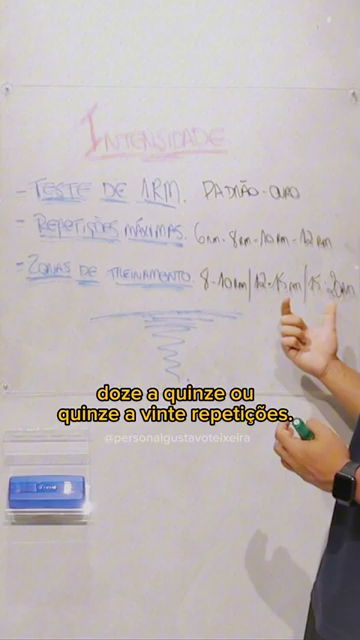 INTENSIDADE
- TESTE DE 1RM. PADRÃO-OURO
- REPETIÇÕES MÁXIMAS. 6RM - 8RM - 10RM - 12RM
- ZONAS DE TREINAMENTO. 8-10RM | 12-15RM | 15-20RM
doze a quinze ou
quinze a vinte repetições.
@personalgustavoteixeira